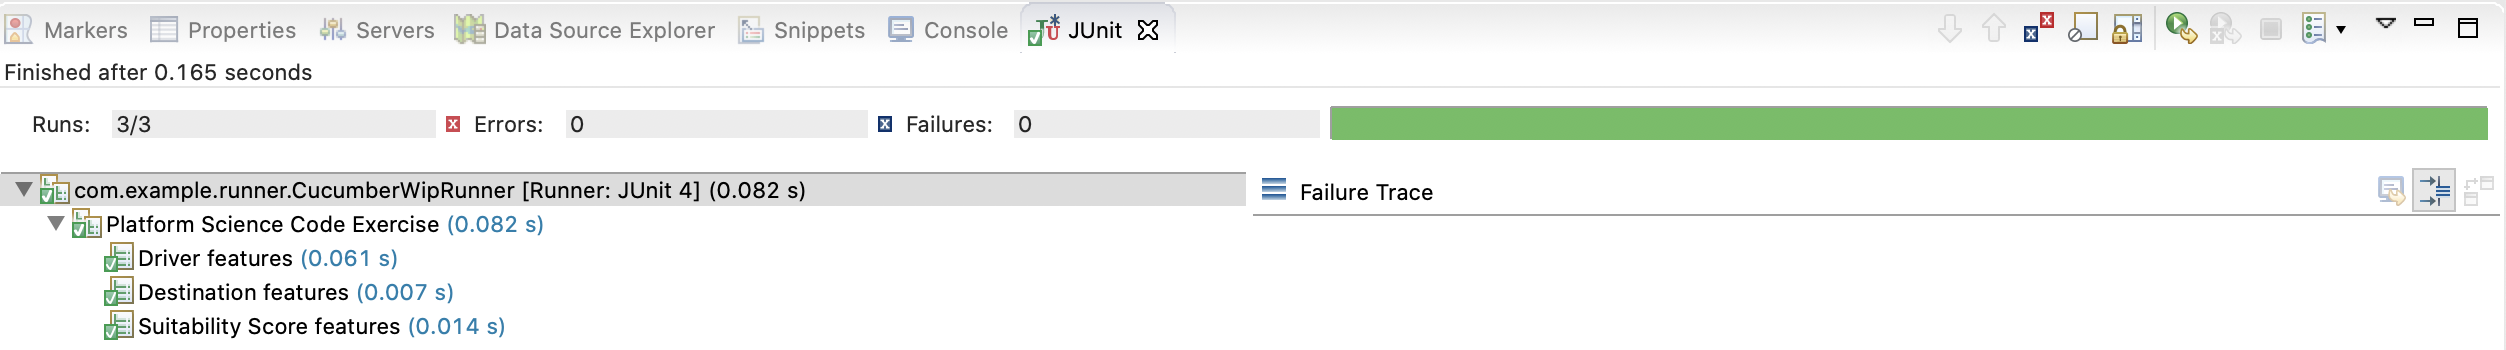 Markers Properties Servers Data Source Explorer Snippets Console JUnit
Finished after 0.165 seconds
Runs: 3/3 Errors: 0 Failures: 0
com.example.runner.CucumberWipRunner [Runner: JUnit 4] (0.082 s)
Failure Trace
Platform Science Code Exercise (0.082 s)
Driver features (0.061 s)
Destination features (0.007 s)
Suitability Score features (0.014 s)